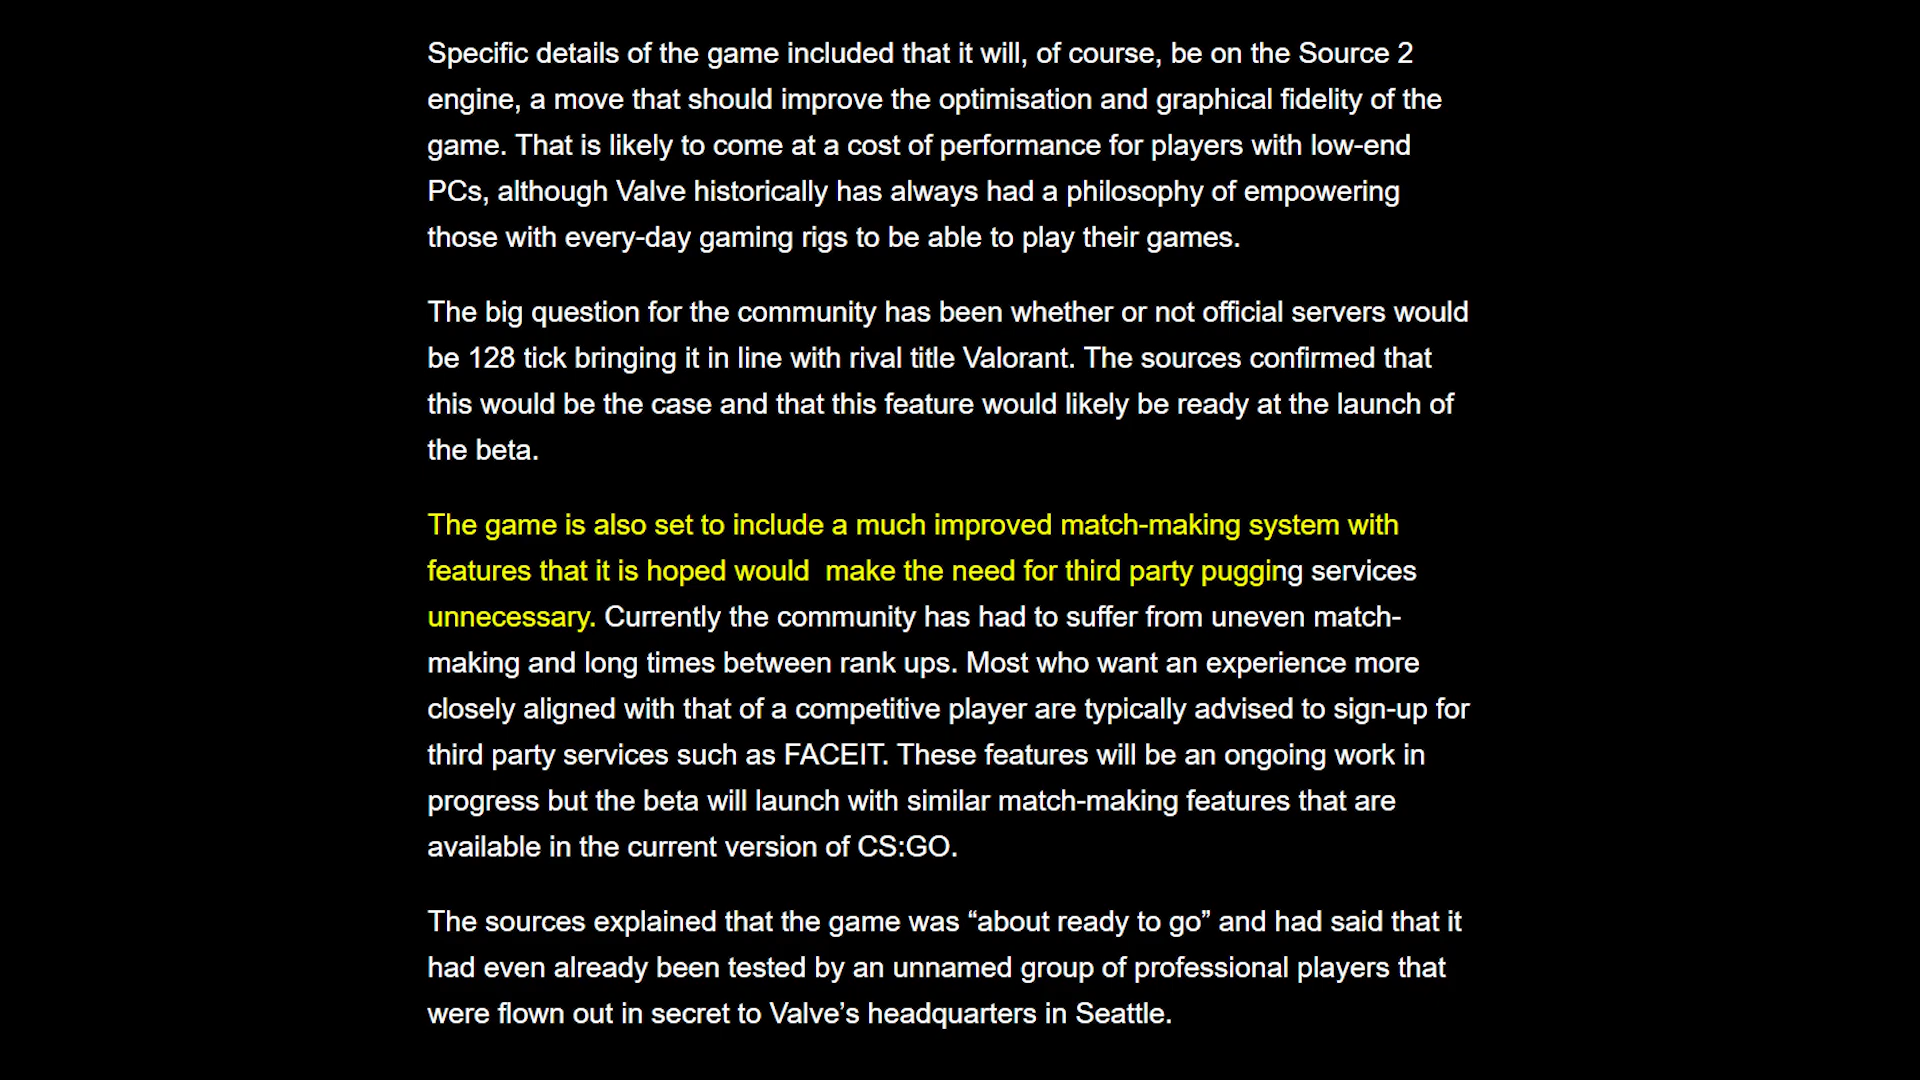 Specific details of the game included that it will, of course, be on the Source 2
engine, a move that should improve the optimisation and graphical fidelity of the
game. That is likely to come at a cost of performance for players with low-end
PCs, although Valve historically has always had a philosophy of empowering
those with every-day gaming rigs to be able to play their games.
The big question for the community has been whether or not official servers would
be 128 tick bringing it in line with rival title Valorant. The sources confirmed that
this would be the case and that this feature would likely be ready at the launch of
the beta.
The game is also set to include a much improved match-making system with
features that it is hoped would  make the need for third party pugging services
unnecessary. Currently the community has had to suffer from uneven match-
making and long times between rank ups. Most who want an experience more
closely aligned with that of a competitive player are typically advised to sign-up for
third party services such as FACEIT. These features will be an ongoing work in
progress but the beta will launch with similar match-making features that are
available in the current version of CS:GO.
The sources explained that the game was “about ready to go” and had said that it
had even already been tested by an unnamed group of professional players that
were flown out in secret to Valve’s headquarters in Seattle.